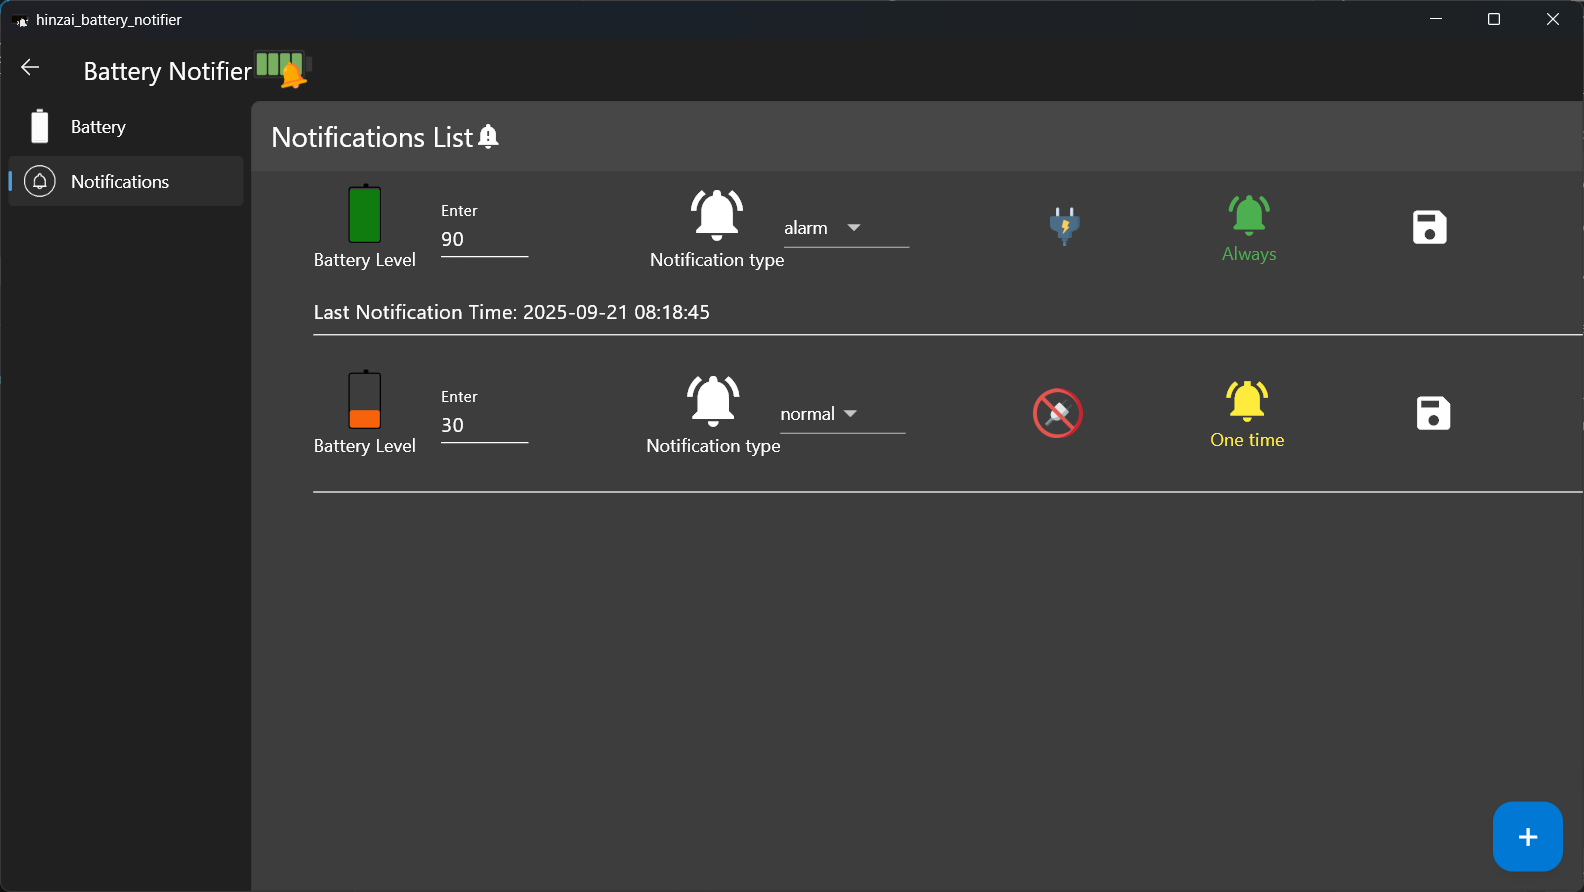 hinzai_battery_notifier
Battery Notifier
Battery
Notifications
Notifications List
Enter
90
Battery Level
Notification type
alarm
Always
Last Notification Time: 2025-09-21 08:18:45
Enter
30
Battery Level
Notification type
normal
One time